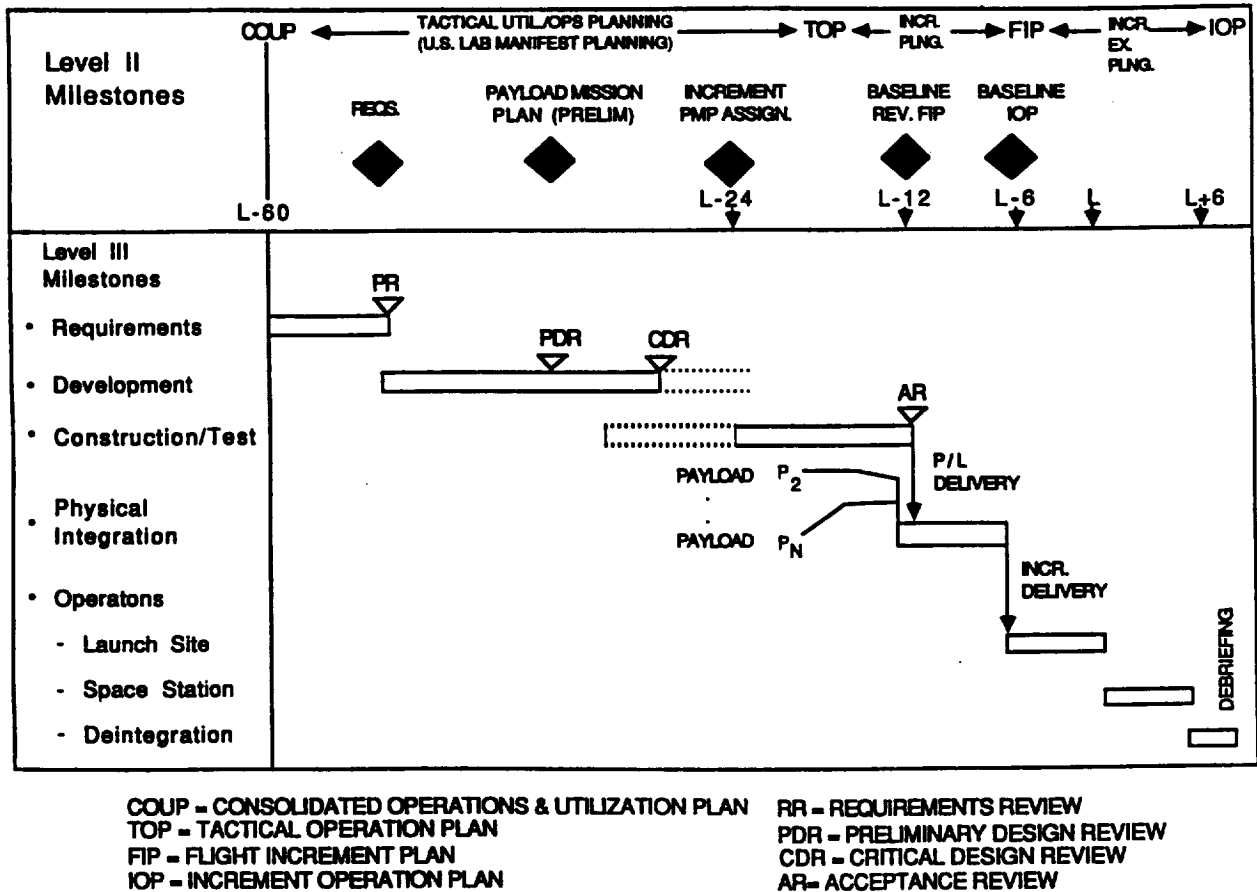 COUP
TACTICAL UTIL./OPS PLANNING
(U.S. LAB MANIFEST PLANNING)
TOP
INCR.
PLNG.
FIP
INCR.
EX.
PLNG.
IOP
Level II
Milestones
REQS.
PAYLOAD MISSION
PLAN (PRELIM)
INCREMENT
PMP ASSIGN.
BASELINE
REV. FIP
BASELINE
IOP
L-60
L-24
L-12
L-6
L
L+6
Level III
Milestones
PR
• Requirements
PDR
CDR
• Development
AR
• Construction/Test
P/L
DELIVERY
PAYLOAD P2
.
.
PAYLOAD PN
• Physical
Integration
INCR.
DELIVERY
• Operatons
- Launch Site
- Space Station
- Deintegration
DEBRIEFING
COUP = CONSOLIDATED OPERATIONS & UTILIZATION PLAN
TOP = TACTICAL OPERATION PLAN
FIP = FLIGHT INCREMENT PLAN
IOP = INCREMENT OPERATION PLAN
RR = REQUIREMENTS REVIEW
PDR = PRELIMINARY DESIGN REVIEW
CDR = CRITICAL DESIGN REVIEW
AR= ACCEPTANCE REVIEW